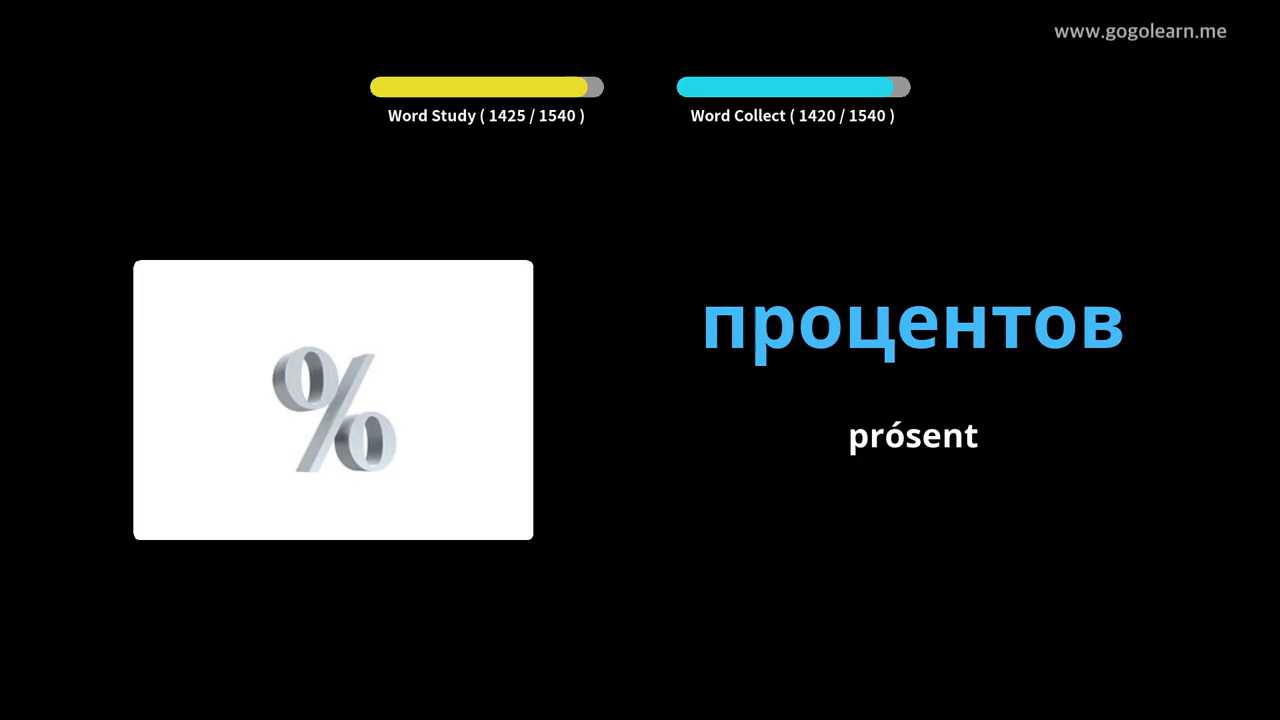 www.gogolearn.me
Word Study ( 1425 / 1540 )
Word Collect ( 1420 / 1540 )
%
процентов
prósent